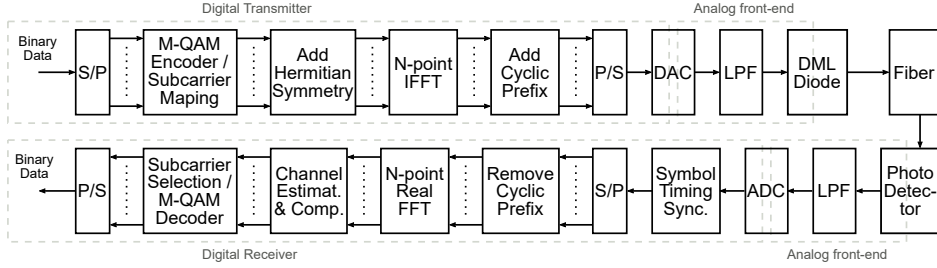 Digital Transmitter
Analog front-end
Binary
Data
S/P
M-QAM
Encoder /
Subcarrier
Maping
Add
Hermitian
Symmetry
N-point
IFFT
Add
Cyclic
Prefix
P/S
DAC
LPF
DML
Diode
Fiber
Binary
Data
P/S
Subcarrier
Selection /
M-QAM
Decoder
Channel
Estimat.
& Comp.
N-point
Real
FFT
Remove
Cyclic
Prefix
S/P
Symbol
Timing
Sync.
ADC
LPF
Photo
Detec-
tor
Digital Receiver
Analog front-end